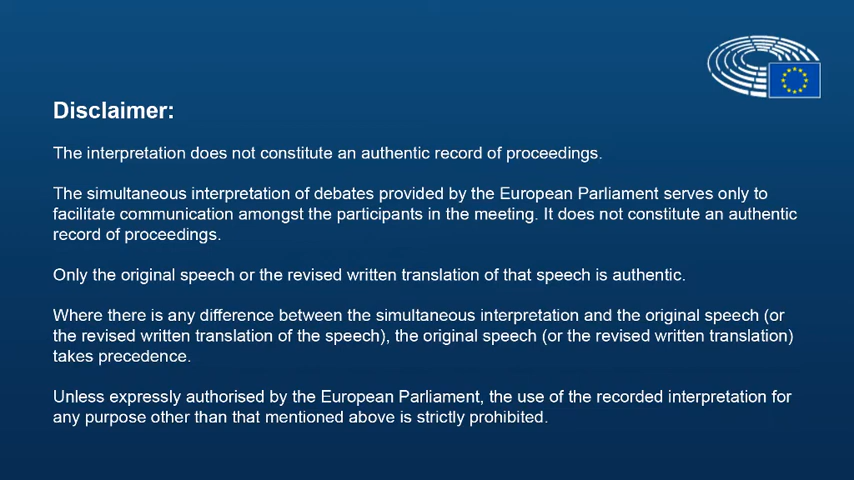 Disclaimer:
The interpretation does not constitute an authentic record of proceedings.
The simultaneous interpretation of debates provided by the European Parliament serves only to
facilitate communication amongst the participants in the meeting. It does not constitute an authentic
record of proceedings.
Only the original speech or the revised written translation of that speech is authentic.
Where there is any difference between the simultaneous interpretation and the original speech (or
the revised written translation of the speech), the original speech (or the revised written translation)
takes precedence.
Unless expressly authorised by the European Parliament, the use of the recorded interpretation for
any purpose other than that mentioned above is strictly prohibited.